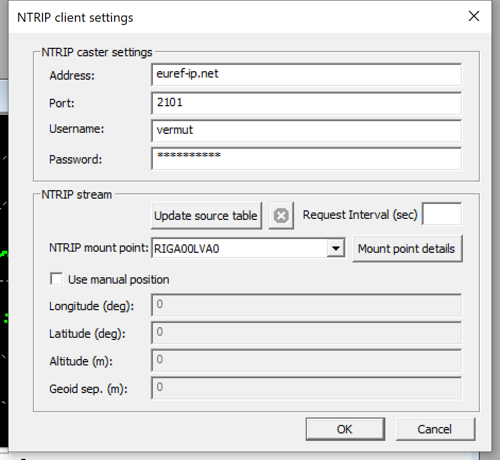 NTRIP client settings
NTRIP caster settings
Address: euref-ip.net
Port: 2101
Username: vermut
Password: **********
NTRIP stream
Update source table Request Interval (sec)
NTRIP mount point: RIGA00LVA0 Mount point details
Use manual position
Longitude (deg): 0
Latitude (deg): 0
Altitude (m): 0
Geoid sep. (m): 0
OK Cancel